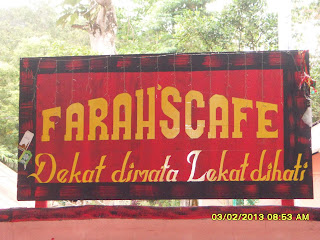 FARAH'S CAFE
Dekat dimata Lekat dihati
03/02/2013 08:53 AM